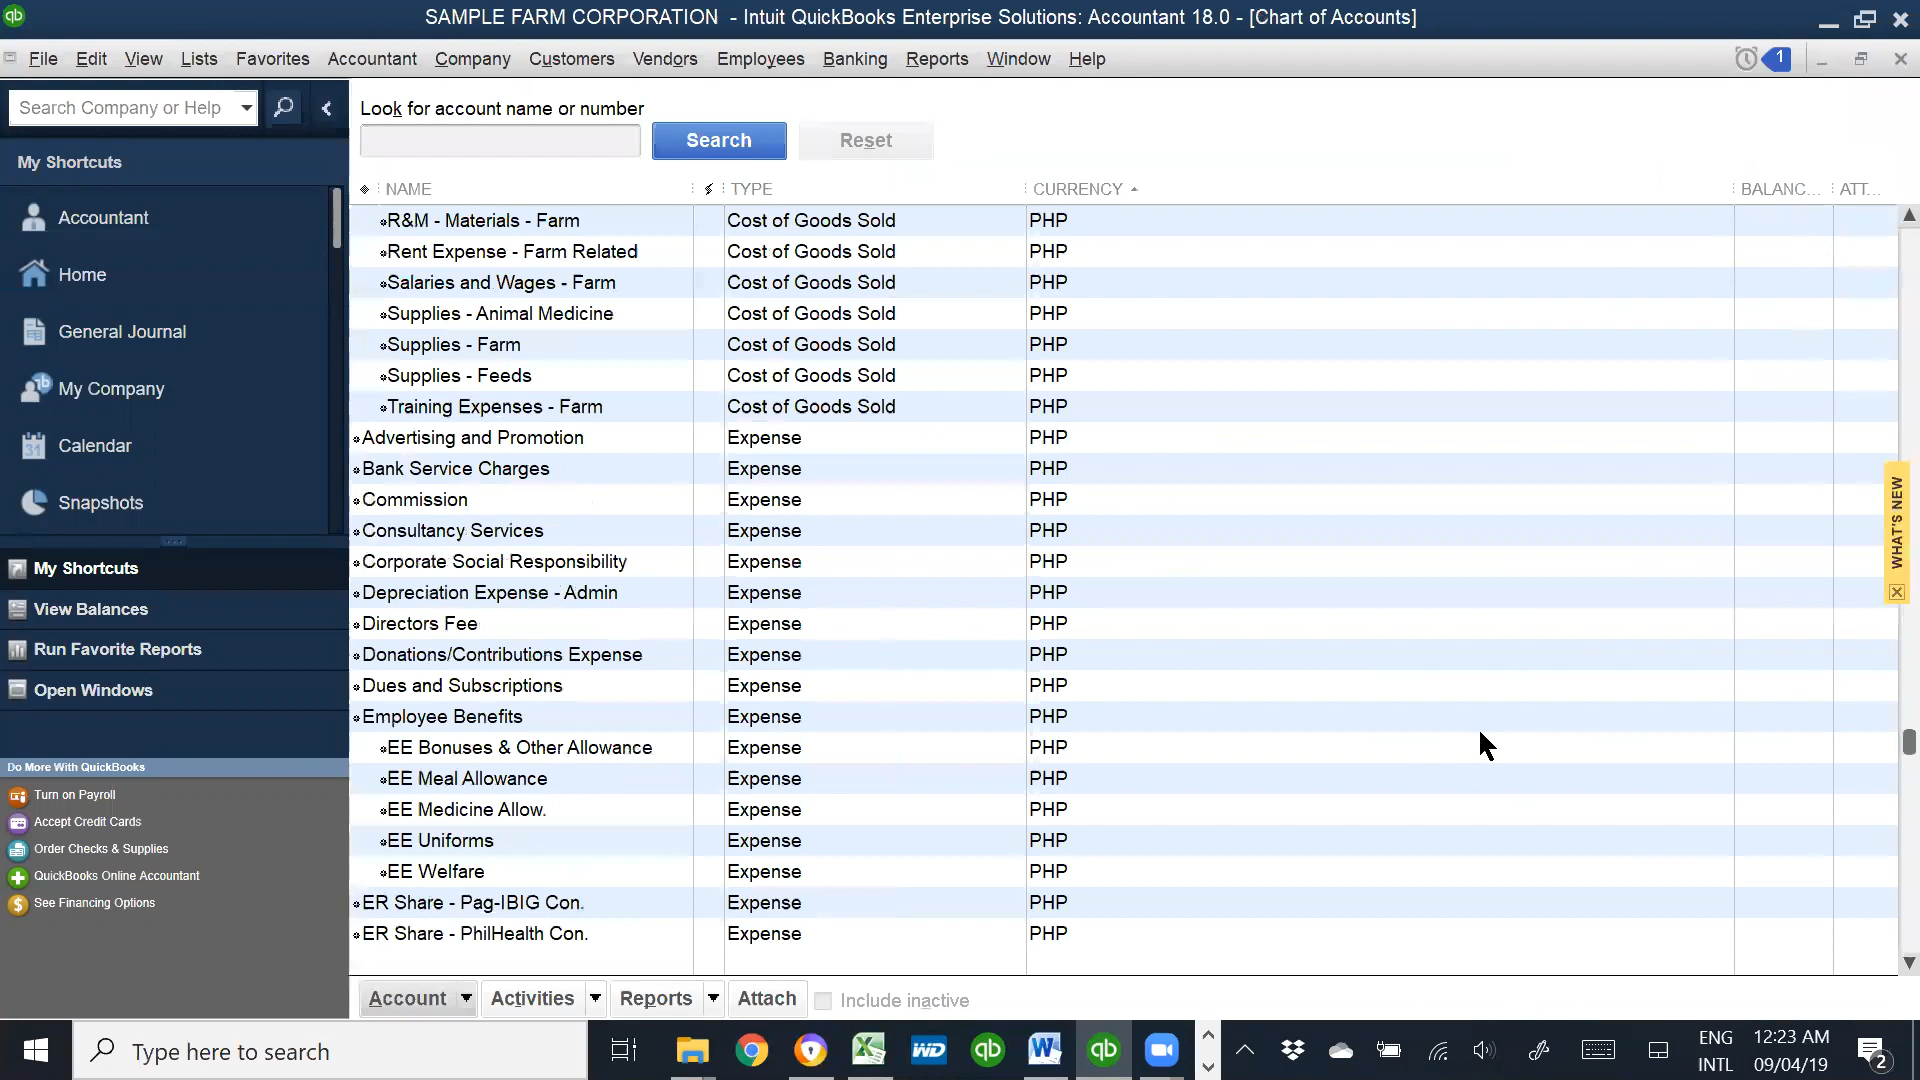 qb SAMPLE FARM CORPORATION - Intuit QuickBooks Enterprise Solutions: Accountant 18.0 - [Chart of Accounts]
File Edit View Lists Favorites Accountant Company Customers Vendors Employees Banking Reports Window Help 1
Search Company or Help
My Shortcuts
Accountant
Home
General Journal
My Company
31 Calendar
Snapshots
My Shortcuts
View Balances
Run Favorite Reports
Open Windows
Do More With QuickBooks
Turn on Payroll
Accept Credit Cards
Order Checks & Supplies
QuickBooks Online Accountant
See Financing Options
Look for account name or number
Search Reset
NAME TYPE CURRENCY BALANC... ATT...
R&M - Materials - Farm Cost of Goods Sold PHP
Rent Expense - Farm Related Cost of Goods Sold PHP
Salaries and Wages - Farm Cost of Goods Sold PHP
Supplies - Animal Medicine Cost of Goods Sold PHP
Supplies - Farm Cost of Goods Sold PHP
Supplies - Feeds Cost of Goods Sold PHP
Training Expenses - Farm Cost of Goods Sold PHP
Advertising and Promotion Expense PHP
Bank Service Charges Expense PHP
Commission Expense PHP
Consultancy Services Expense PHP
Corporate Social Responsibility Expense PHP
Depreciation Expense - Admin Expense PHP
Directors Fee Expense PHP
Donations/Contributions Expense Expense PHP
Dues and Subscriptions Expense PHP
Employee Benefits Expense PHP
EE Bonuses & Other Allowance Expense PHP
EE Meal Allowance Expense PHP
EE Medicine Allow. Expense PHP
EE Uniforms Expense PHP
EE Welfare Expense PHP
ER Share - Pag-IBIG Con. Expense PHP
ER Share - PhilHealth Con. Expense PHP
WHAT'S NEW
Account Activities Reports Attach Include inactive
Type here to search
WD qb W qb
ENG 12:23 AM
INTL 09/04/19 2